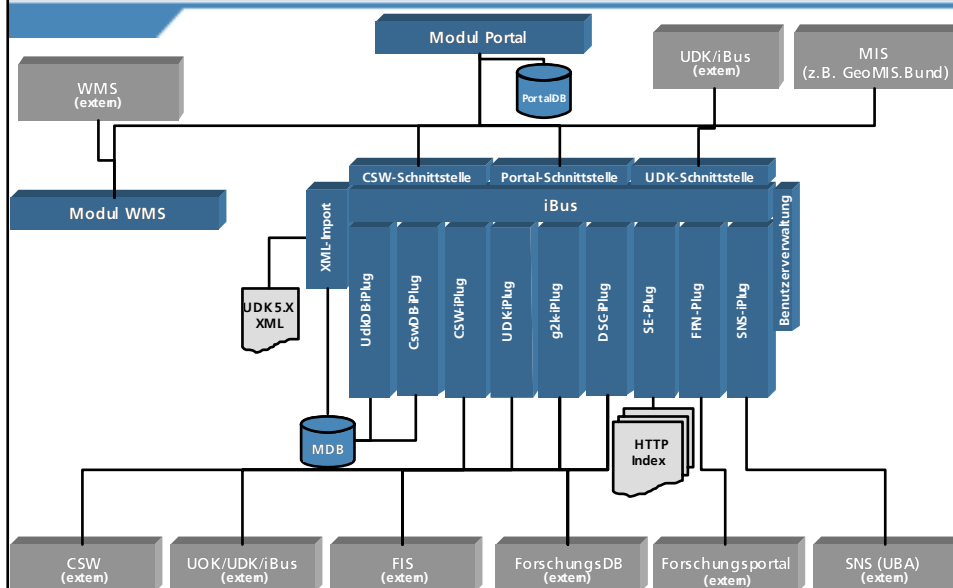 Modul Portal
UDK/iBus
(extern)
MIS
(z.B. GeoMIS.Bund)
WMS
(extern)
PortalDB
CSW-Schnittstelle
Portal-Schnittstelle
UDK-Schnittstelle
Modul WMS
iBus
XML-Import
UdkDB-iPlug
CswDB-iPlug
CSW-iPlug
UDK-iPlug
g2k-iPlug
DSC-iPlug
SE-iPlug
FPN-Plug
SNS-iPlug
Benutzerverwaltung
UDK5.X
XML
MDB
HTTP
Index
CSW
(extern)
UOK/UDK/iBus
(extern)
FIS
(extern)
ForschungsDB
(extern)
Forschungsportal
(extern)
SNS (UBA)
(extern)